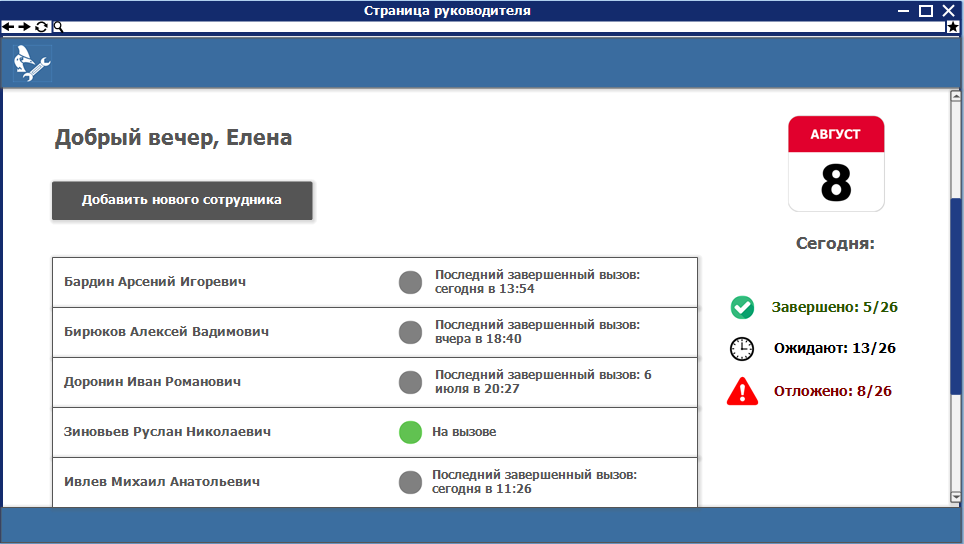 Страница руководителя
Добрый вечер, Елена
Добавить нового сотрудника
Бардин Арсений Игоревич
Последний завершенный вызов:
сегодня в 13:54
Бирюков Алексей Вадимович
Последний завершенный вызов:
вчера в 18:40
Доронин Иван Романович
Последний завершенный вызов: 6
июля в 20:27
Зиновьев Руслан Николаевич
На вызове
Ивлев Михаил Анатольевич
Последний завершенный вызов:
сегодня в 11:26
АВГУСТ
8
Сегодня:
Завершено: 5/26
Ожидают: 13/26
Отложено: 8/26